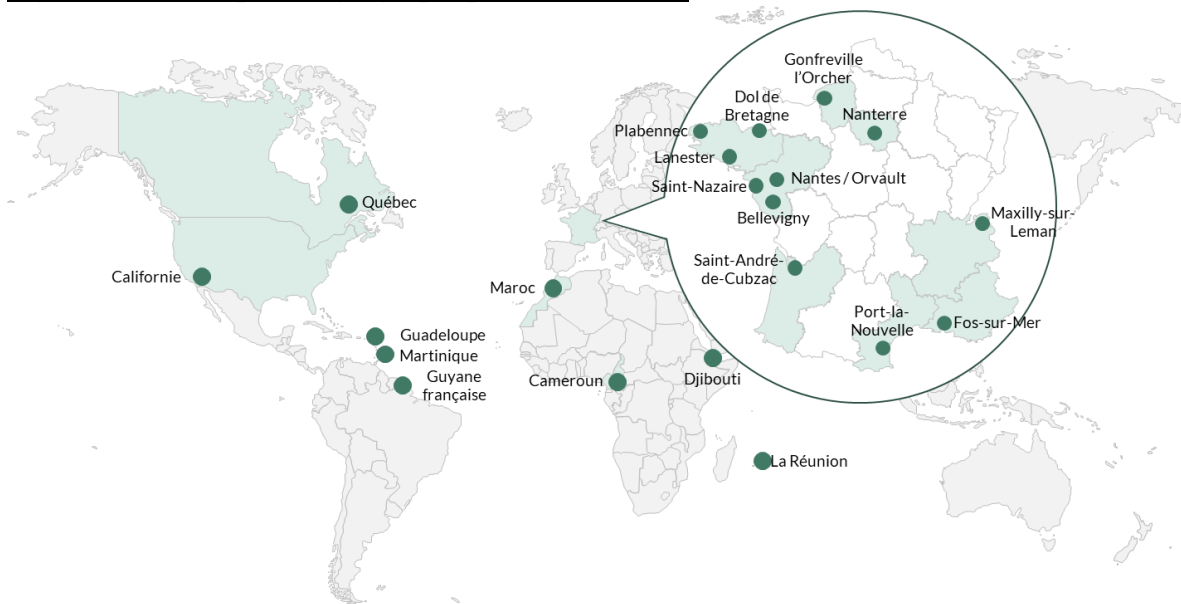 Gonfreville
l’Orcher
Dol de
Bretagne
Nanterre
Plabennec
Lanester
Saint-Nazaire
Nantes / Orvault
Bellevigny
Maxilly-sur-
Leman
Saint-André-
de-Cubzac
Port-la-
Nouvelle
Fos-sur-Mer
Québec
Californie
Maroc
Guadeloupe
Martinique
Guyane
française
Cameroun
Djibouti
La Réunion